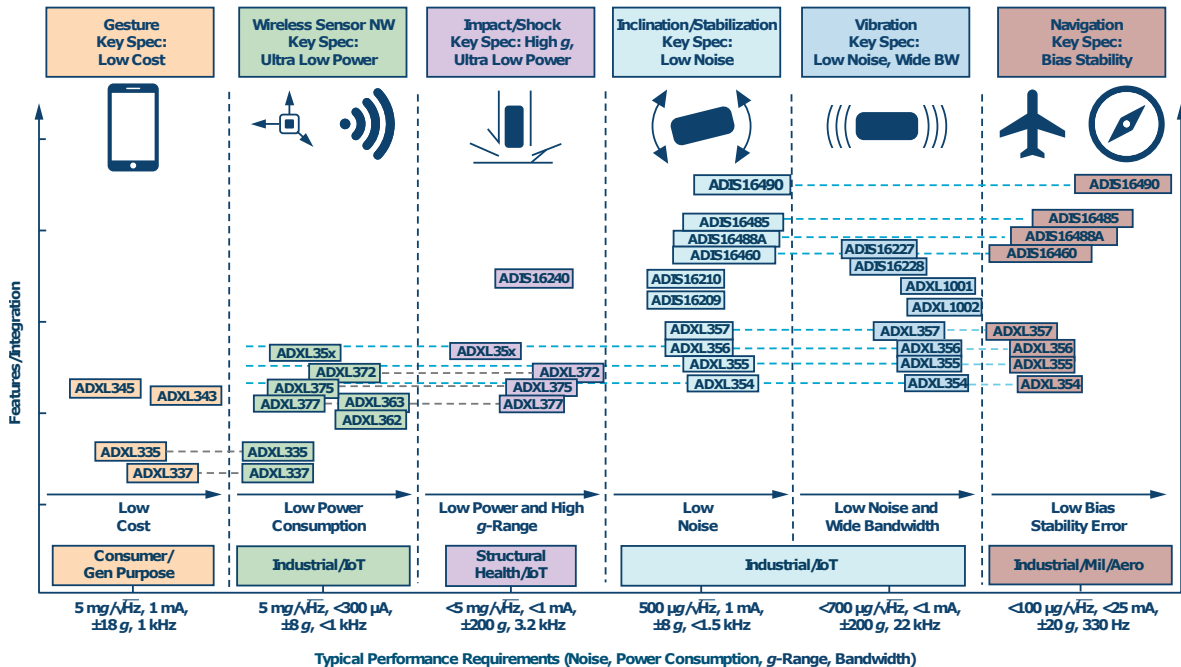 Gesture
Key Spec:
Low Cost
Wireless Sensor NW
Key Spec:
Ultra Low Power
Impact/Shock
Key Spec: High g,
Ultra Low Power
Inclination/Stabilization
Key Spec:
Low Noise
Vibration
Key Spec:
Low Noise, Wide BW
Navigation
Key Spec:
Bias Stability
Features/integration
ADXL345
ADXL343
ADXL335
ADXL337
ADXL35x
ADXL372
ADXL375
ADXL377
ADXL363
ADXL362
ADXL335
ADXL337
ADIS16240
ADXL35x
ADXL372
ADXL375
ADXL377
ADIS16490
ADIS16485
ADIS16488A
ADIS16460
ADIS16210
ADIS16209
ADXL357
ADXL356
ADXL355
ADXL354
ADIS16227
ADIS16228
ADXL1001
ADXL1002
ADXL357
ADXL356
ADXL355
ADXL354
ADIS16490
ADIS16485
ADIS16488A
ADIS16460
ADXL357
ADXL356
ADXL355
ADXL354
Low
Cost
Low Power
Consumption
Low Power and High
g-Range
Low
Noise
Low Noise and
Wide Bandwidth
Low Bias
Stability Error
Consumer/
Gen Purpose
Industrial/IoT
Structural
Health/IoT
Industrial/IoT
Industrial/Mil/Aero
5 mg/√Hz, 1 mA,
±18 g, 1 kHz
5 mg/√Hz, <300 µA,
±8 g, <1 kHz
<5 mg/√Hz, <1 mA,
±200 g, 3.2 kHz
500 µg/√Hz, 1 mA,
±8 g, <1.5 kHz
<700 µg/√Hz, <1 mA,
±200 g, 22 kHz
<100 µg/√Hz, <25 mA,
±20 g, 330 Hz
Typical Performance Requirements (Noise, Power Consumption, g-Range, Bandwidth)